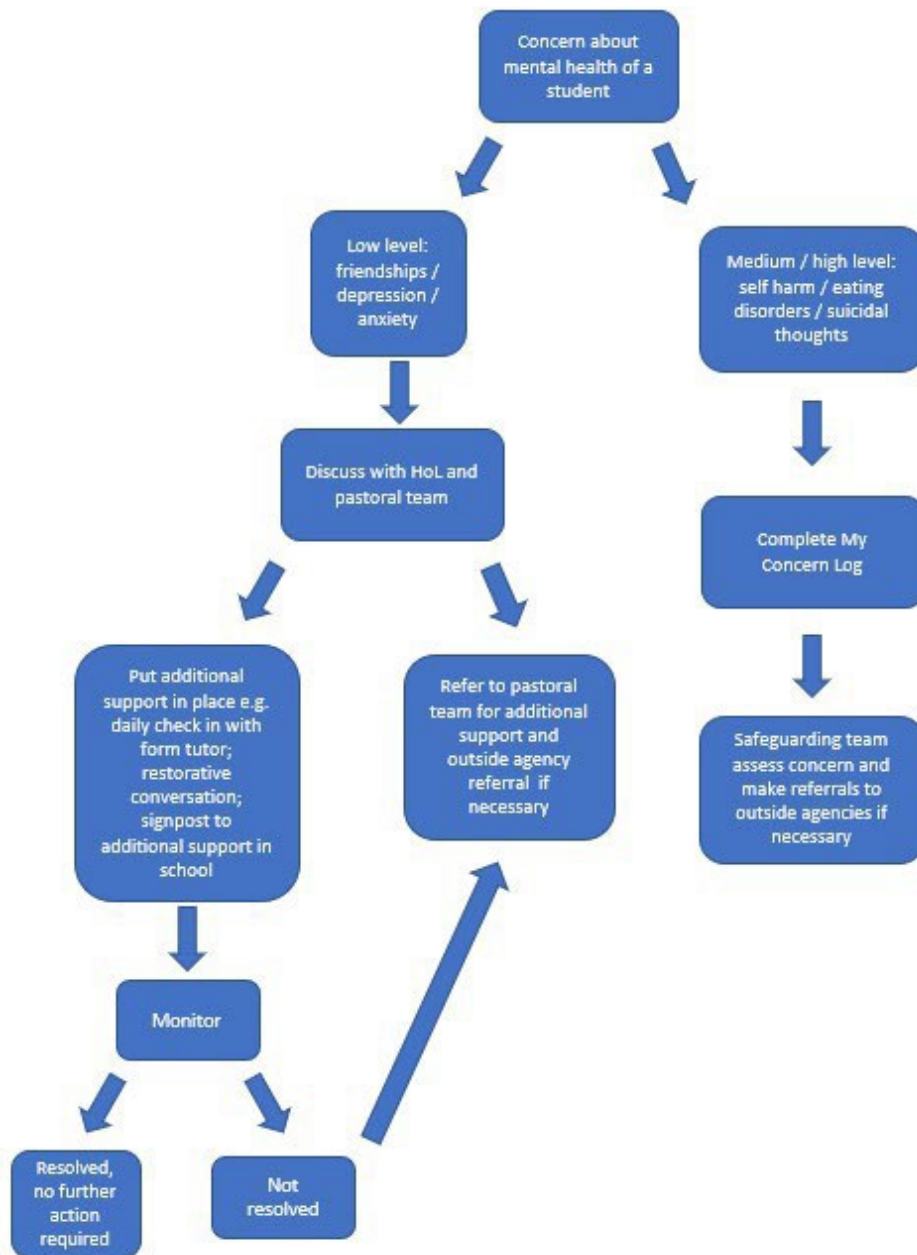 Concern about
mental health of a
student
Low level:
friendships /
depression /
anxiety
Medium / high level:
self harm / eating
disorders / suicidal
thoughts
Discuss with HoL and
pastoral team
Complete My
Concern Log
Put additional
support in place e.g.
daily check in with
form tutor;
restorative
conversation;
signpost to
additional support in
school
Refer to pastoral
team for additional
support and
outside agency
referral if
necessary
Safeguarding team
assess concern and
make referrals to
outside agencies if
necessary
Monitor
Resolved,
no further
action
required
Not
resolved